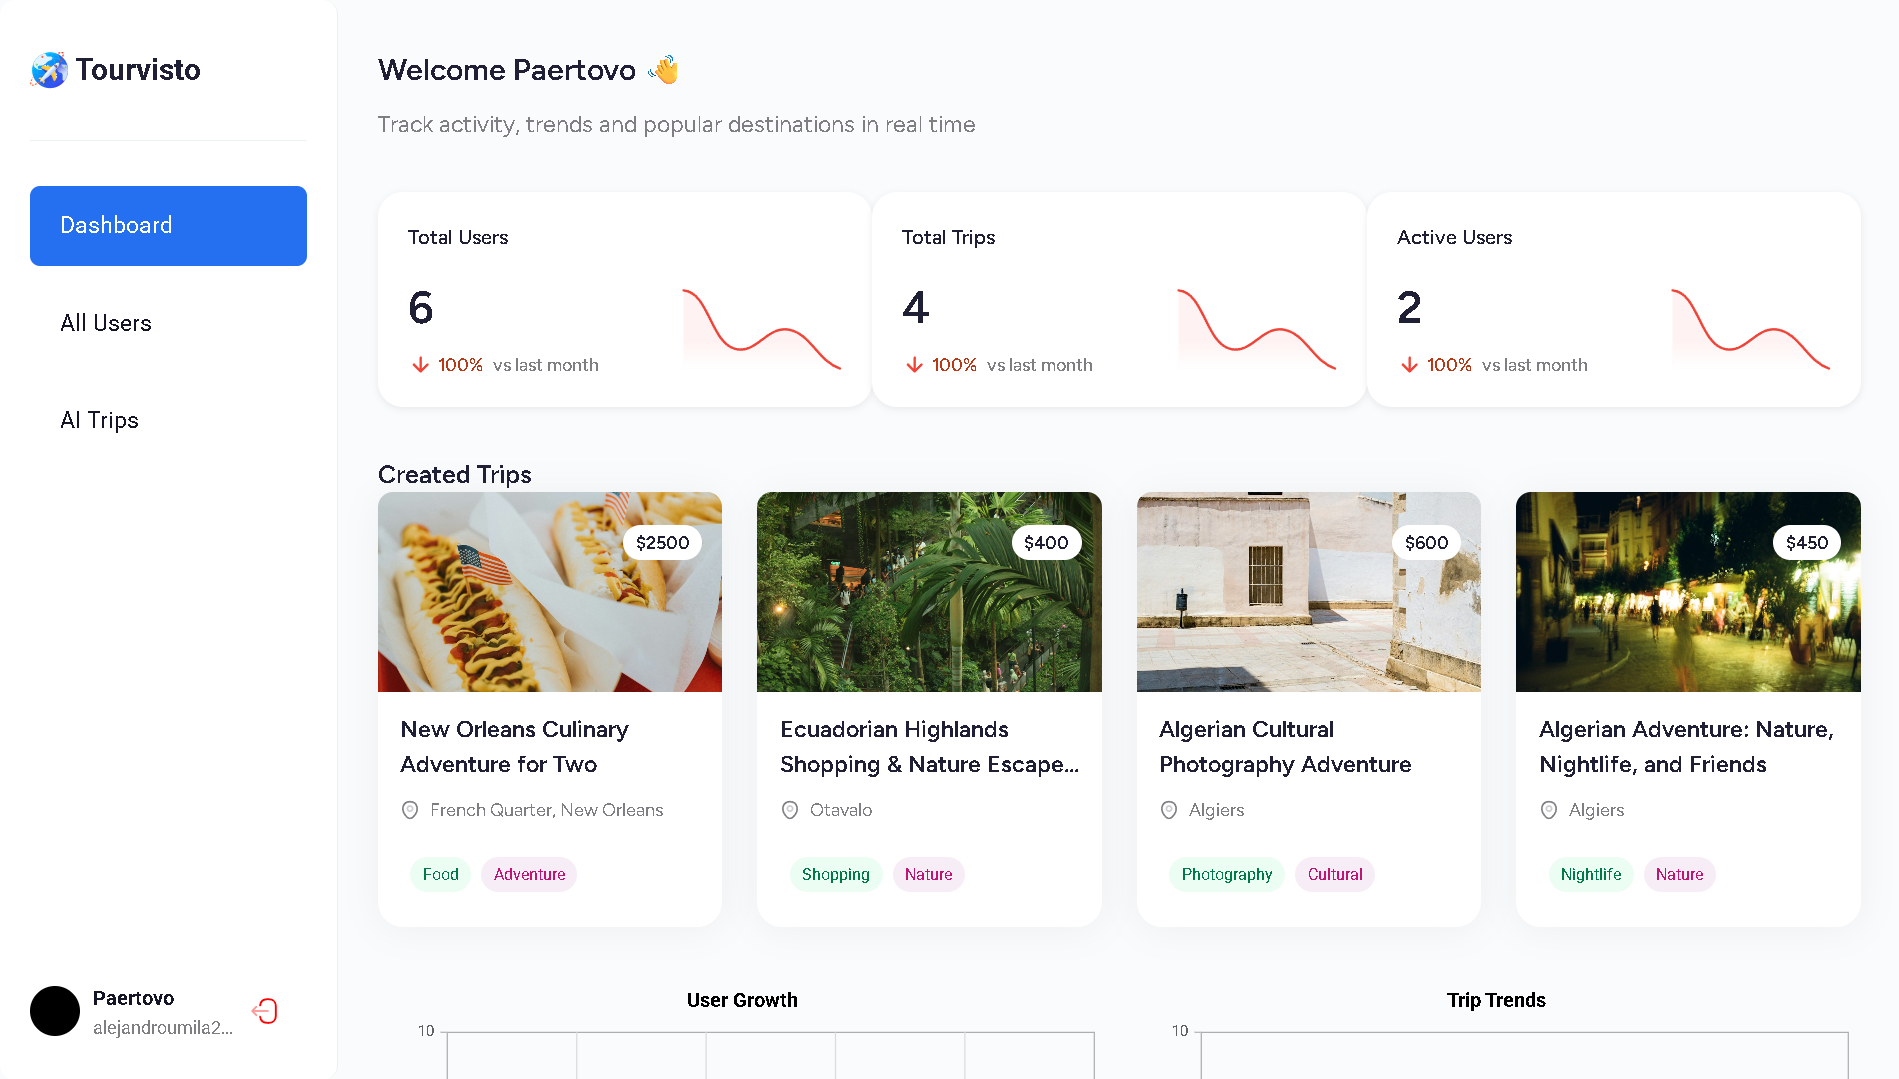 Tourvisto
Dashboard
All Users
AI Trips
Paertovo
alejandroumila2...
Welcome Paertovo 👋
Track activity, trends and popular destinations in real time
Total Users
6
100% vs last month
Total Trips
4
100% vs last month
Active Users
2
100% vs last month
Created Trips
$2500
New Orleans Culinary
Adventure for Two
French Quarter, New Orleans
Food Adventure
$400
Ecuadorian Highlands
Shopping & Nature Escape...
Otavalo
Shopping Nature
$600
Algerian Cultural
Photography Adventure
Algiers
Photography Cultural
$450
Algerian Adventure: Nature,
Nightlife, and Friends
Algiers
Nightlife Nature
User Growth
10
Trip Trends
10